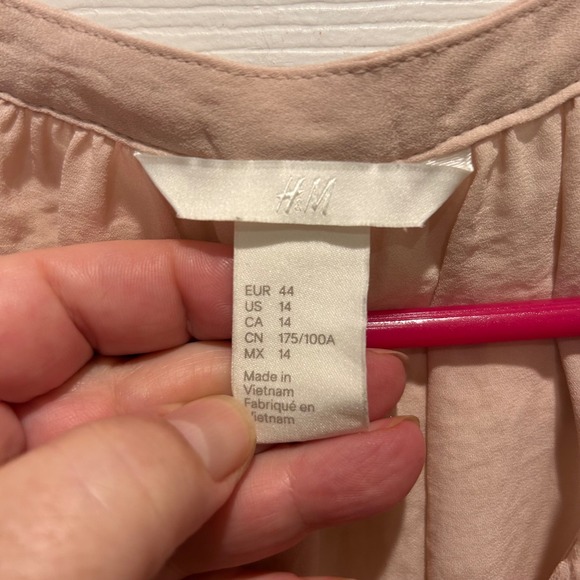 H&M
EUR 44
US 14
CA 14
CN 175/100A
MX 14
Made in
Vietnam
Fabriqué en
Vietnam